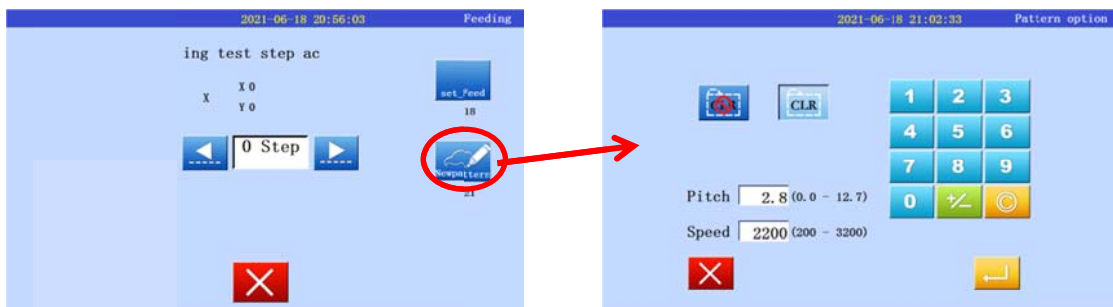 2021-06-18 20:56:03 Feeding
ing test step ac
X X 0
Y 0
set_Feed
18
0 Step
Newpattern
21
2021-06-18 21:02:33 Pattern option
CLR CLR
1 2 3
4 5 6
7 8 9
0 +/− C
Pitch 2.8 (0.0 - 12.7)
Speed 2200 (200 - 3200)